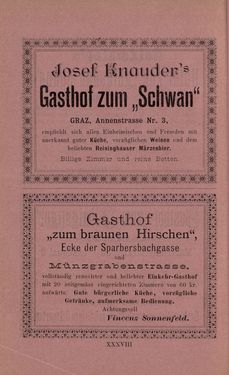 Josef Knauder's
Gasthof zum „Schwan“
GRAZ, Annenstrasse Nr. 3,
empfiehlt sich allen Einheimischen und Fremden mit
anerkannt guter Küche, vorzüglichen Weinen und dem
beliebten Reininghauser Märzenbier.
Billige Zimmer und reine Betten.
Gasthof
„zum braunen Hirschen“,
Ecke der Sparbersbachgasse
und
Münzgrabenstrasse,
vollständig renovirter und beliebter Einkehr-Gasthof
mit 20 zeitgemäss eingerichteten Zimmern von 60 kr.
aufwärts. Gute bürgerliche Küche, vorzügliche
Getränke, aufmerksame Bedienung.
Achtungsvoll
Vincenz Sonnenfeld.
XXXVIII